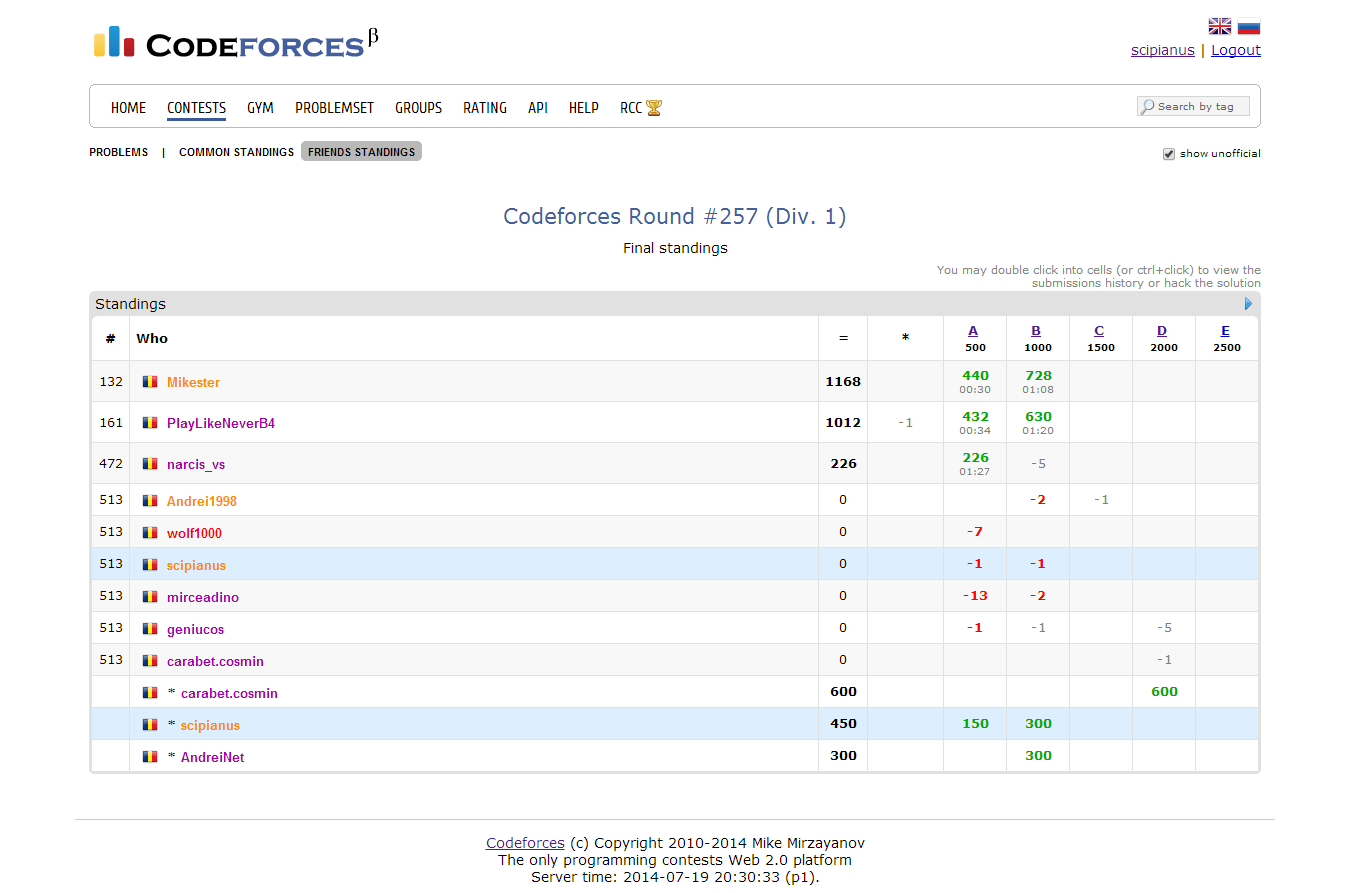 CODEFORCES β
scipianus | Logout
HOME CONTESTS GYM PROBLEMSET GROUPS RATING API HELP RCC Search by tag
PROBLEMS | COMMON STANDINGS FRIENDS STANDINGS show unofficial
Codeforces Round #257 (Div. 1)
Final standings
You may double click into cells (or ctrl+click) to view the
submissions history or hack the solution
Standings
# Who = * A B C D E
500 1000 1500 2000 2500
132 Mikester 1168 440 728
00:30 01:08
161 PlayLikeNeverB4 1012 -1 432 630
00:34 01:20
472 narcis_vs 226 226 -5
01:27
513 Andrei1998 0 -2 -1
513 wolf1000 0 -7
513 scipianus 0 -1 -1
513 mirceadino 0 -13 -2
513 geniucos 0 -1 -1 -5
513 carabet.cosmin 0 -1
* carabet.cosmin 600 600
* scipianus 450 150 300
* AndreiNet 300 300
Codeforces (c) Copyright 2010-2014 Mike Mirzayanov
The only programming contests Web 2.0 platform
Server time: 2014-07-19 20:30:33 (p1).